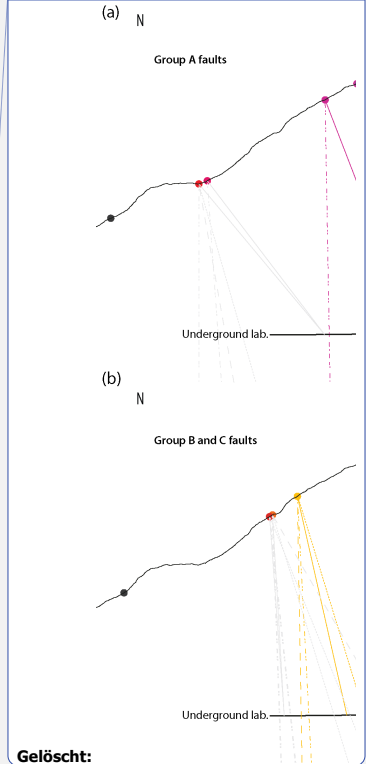 (a)
N
Group A faults
Underground lab.
(b)
N
Group B and C faults
Underground lab.
Gelöscht: